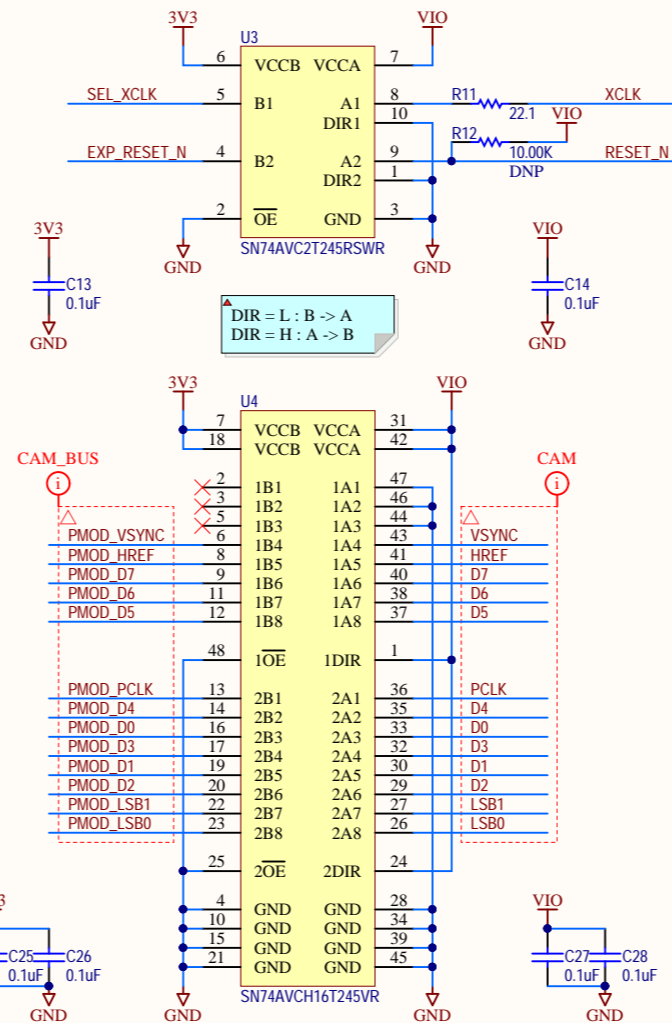 3V3
VIO
U3
6 VCCB VCCA 7
SEL_XCLK 5 B1 A1 8 R11 22.1 XCLK
DIR1 10
VIO
R12
EXP_RESET_N 4 B2 A2 9 10.00K RESET_N
DIR2 1 DNP
2 OE GND 3
SN74AVC2T245RSWR
GND
GND
3V3
C13
0.1uF
GND
VIO
C14
0.1uF
GND
DIR = L : B -> A
DIR = H : A -> B
3V3
VIO
U4
7 VCCB VCCA 31
18 VCCB VCCA 42
CAM_BUS
i
CAM
i
2 1B1 1A1 47
3 1B2 1A2 46
5 1B3 1A3 44
PMOD_VSYNC 6 1B4 1A4 43 VSYNC
PMOD_HREF 8 1B5 1A5 41 HREF
PMOD_D7 9 1B6 1A6 40 D7
PMOD_D6 11 1B7 1A7 38 D6
PMOD_D5 12 1B8 1A8 37 D5
48 1OE 1DIR 1
PMOD_PCLK 13 2B1 2A1 36 PCLK
PMOD_D4 14 2B2 2A2 35 D4
PMOD_D0 16 2B3 2A3 33 D0
PMOD_D3 17 2B4 2A4 32 D3
PMOD_D1 19 2B5 2A5 30 D1
PMOD_D2 20 2B6 2A6 29 D2
PMOD_LSB1 22 2B7 2A7 27 LSB1
PMOD_LSB0 23 2B8 2A8 26 LSB0
25 2OE 2DIR 24
4 GND GND 28
10 GND GND 34
15 GND GND 39
21 GND GND 45
SN74AVCH16T245VR
GND
GND
C25
0.1uF
C26
0.1uF
GND
VIO
C27
0.1uF
C28
0.1uF
GND